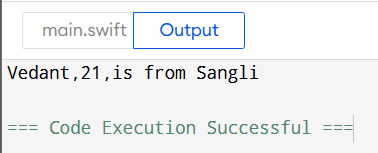 main.swift Output
Vedant,21,is from Sangli
=== Code Execution Successful ===